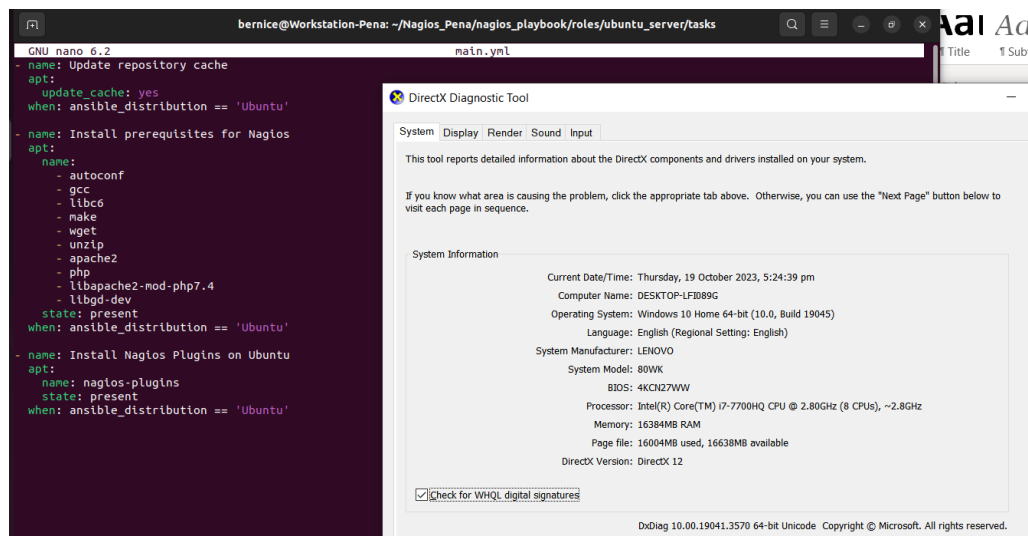 bernice@Workstation-Pena: ~/Nagios_Pena/nagios_playbook/roles/ubuntu_server/tasks
GNU nano 6.2
main.yml
- name: Update repository cache
apt:
update_cache: yes
when: ansible_distribution == 'Ubuntu'
- name: Install prerequisites for Nagios
apt:
name:
- autoconf
- gcc
- libc6
- make
- wget
- unzip
- apache2
- php
- libapache2-mod-php7.4
- libgd-dev
state: present
when: ansible_distribution == 'Ubuntu'
- name: Install Nagios Plugins on Ubuntu
apt:
name: nagios-plugins
state: present
when: ansible_distribution == 'Ubuntu'
¶ Title
¶ Sub
DirectX Diagnostic Tool
System Display Render Sound Input
This tool reports detailed information about the DirectX components and drivers installed on your system.
If you know what area is causing the problem, click the appropriate tab above. Otherwise, you can use the "Next Page" button below to
visit each page in sequence.
System Information
Current Date/Time: Thursday, 19 October 2023, 5:24:39 pm
Computer Name: DESKTOP-LFI089G
Operating System: Windows 10 Home 64-bit (10.0, Build 19045)
Language: English (Regional Setting: English)
System Manufacturer: LENOVO
System Model: 80WK
BIOS: 4KCN27WW
Processor: Intel(R) Core(TM) i7-7700HQ CPU @ 2.80GHz (8 CPUs), ~2.8GHz
Memory: 16384MB RAM
Page file: 16004MB used, 16638MB available
DirectX Version: DirectX 12
Check for WHQL digital signatures
DxDiag 10.00.19041.3570 64-bit Unicode Copyright © Microsoft. All rights reserved.